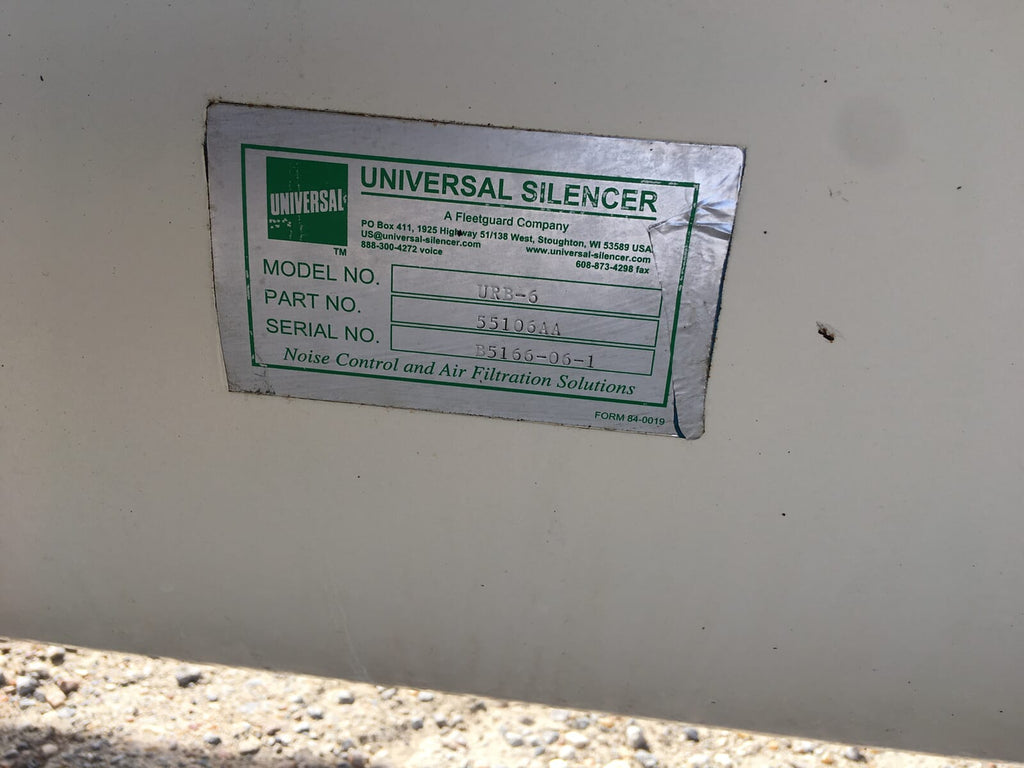 UNIVERSAL
TM
UNIVERSAL SILENCER
A Fleetguard Company
PO Box 411, 1925 Highway 51/138 West, Stoughton, WI 53589 USA
US@universal-silencer.com www.universal-silencer.com
888-300-4272 voice 608-873-4298 fax
MODEL NO. URB-6
PART NO. 55106AA
SERIAL NO. B5166-06-1
Noise Control and Air Filtration Solutions
FORM 84-0019